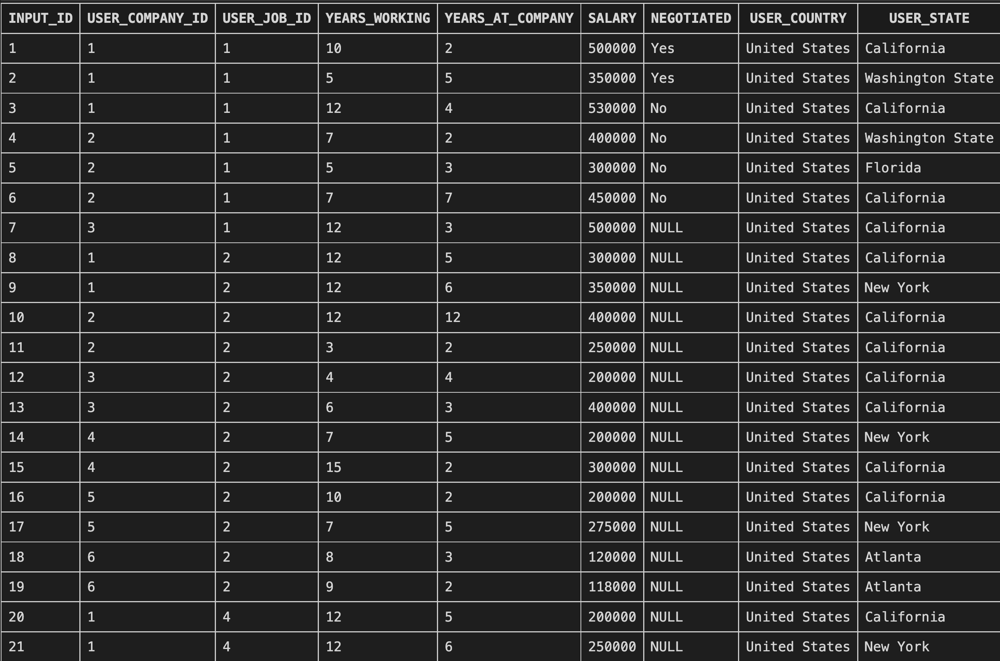 INPUT_ID USER_COMPANY_ID USER_JOB_ID YEARS_WORKING YEARS_AT_COMPANY SALARY NEGOTIATED USER_COUNTRY USER_STATE
1 1 1 10 2 500000 Yes United States California
2 1 1 5 5 350000 Yes United States Washington State
3 1 1 12 4 530000 No United States California
4 2 1 7 2 400000 No United States Washington State
5 2 1 5 3 300000 No United States Florida
6 2 1 7 7 450000 No United States California
7 3 1 12 3 500000 NULL United States California
8 1 2 12 5 300000 NULL United States California
9 1 2 12 6 350000 NULL United States New York
10 2 2 12 12 400000 NULL United States California
11 2 2 3 2 250000 NULL United States California
12 3 2 4 4 200000 NULL United States California
13 3 2 6 3 400000 NULL United States California
14 4 2 7 5 200000 NULL United States New York
15 4 2 15 2 300000 NULL United States California
16 5 2 10 2 200000 NULL United States California
17 5 2 7 5 275000 NULL United States New York
18 6 2 8 3 120000 NULL United States Atlanta
19 6 2 9 2 118000 NULL United States Atlanta
20 1 4 12 5 200000 NULL United States California
21 1 4 12 6 250000 NULL United States New York